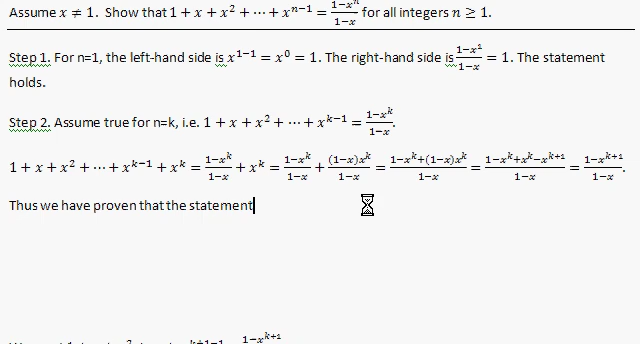 Assume x ≠ 1. Show that 1 + x + x² + ⋯ + xⁿ⁻¹ = (1−xⁿ)/(1−x) for all integers n ≥ 1.
Step 1. For n=1, the left-hand side is x¹⁻¹ = x⁰ = 1. The right-hand side is (1−x¹)/(1−x) = 1. The statement
holds.
Step 2. Assume true for n=k, i.e. 1 + x + x² + ⋯ + xᵏ⁻¹ = (1−xᵏ)/(1−x).
1 + x + x² + ⋯ + xᵏ⁻¹ + xᵏ = (1−xᵏ)/(1−x) + xᵏ = (1−xᵏ)/(1−x) + ((1−x)xᵏ)/(1−x) = (1−xᵏ+(1−x)xᵏ)/(1−x) = (1−xᵏ+xᵏ−xᵏ⁺¹)/(1−x) = (1−xᵏ⁺¹)/(1−x).
Thus we have proven that the statement
1−xᵏ⁺¹